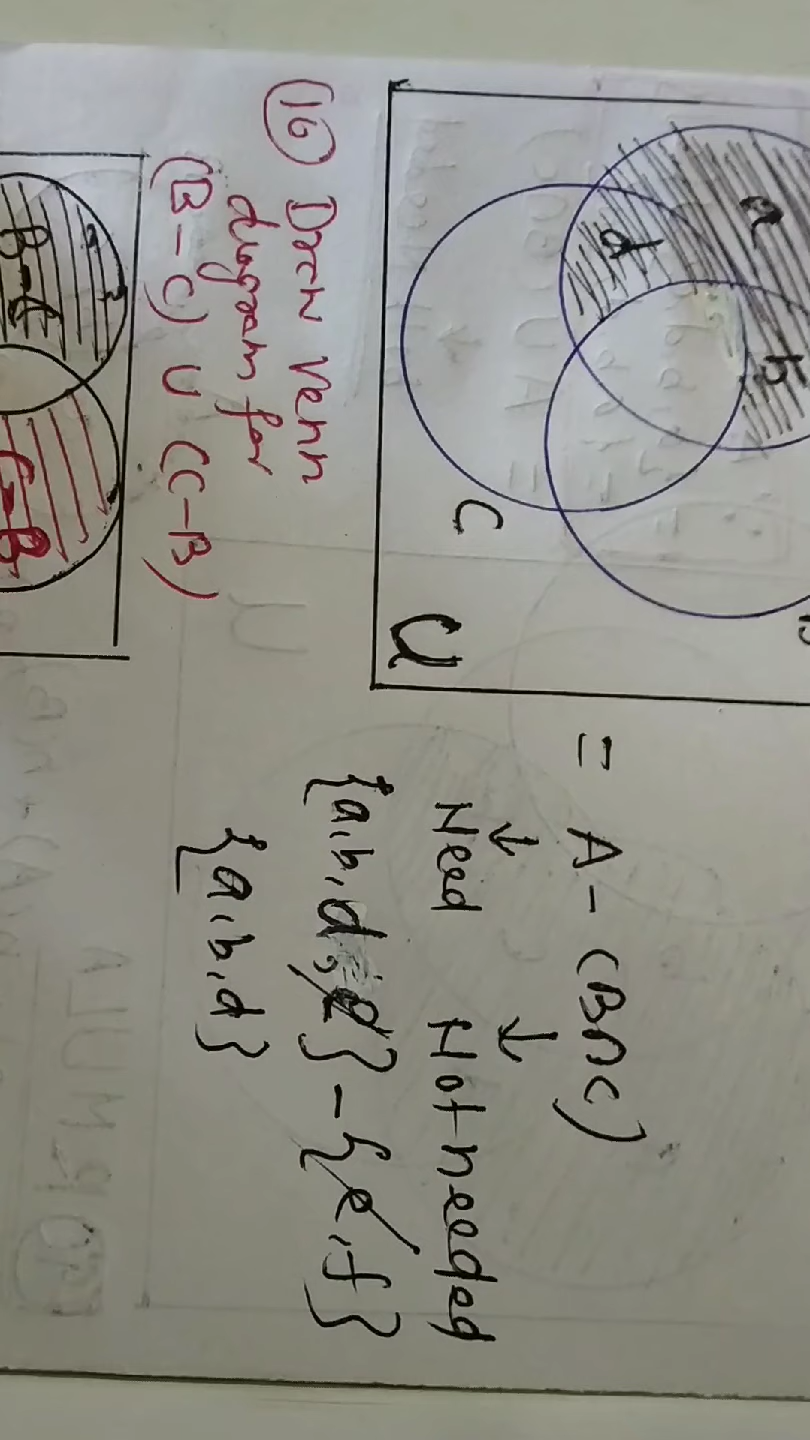 a
b
d
C
U
= A - (B∩C)
↓ ↓
Need Not needed
{a, b, d, e} - {e, f}
{a, b, d}
(16) Draw Venn
diagram for
(B-C) ∪ (C-B)
B-C
C-B